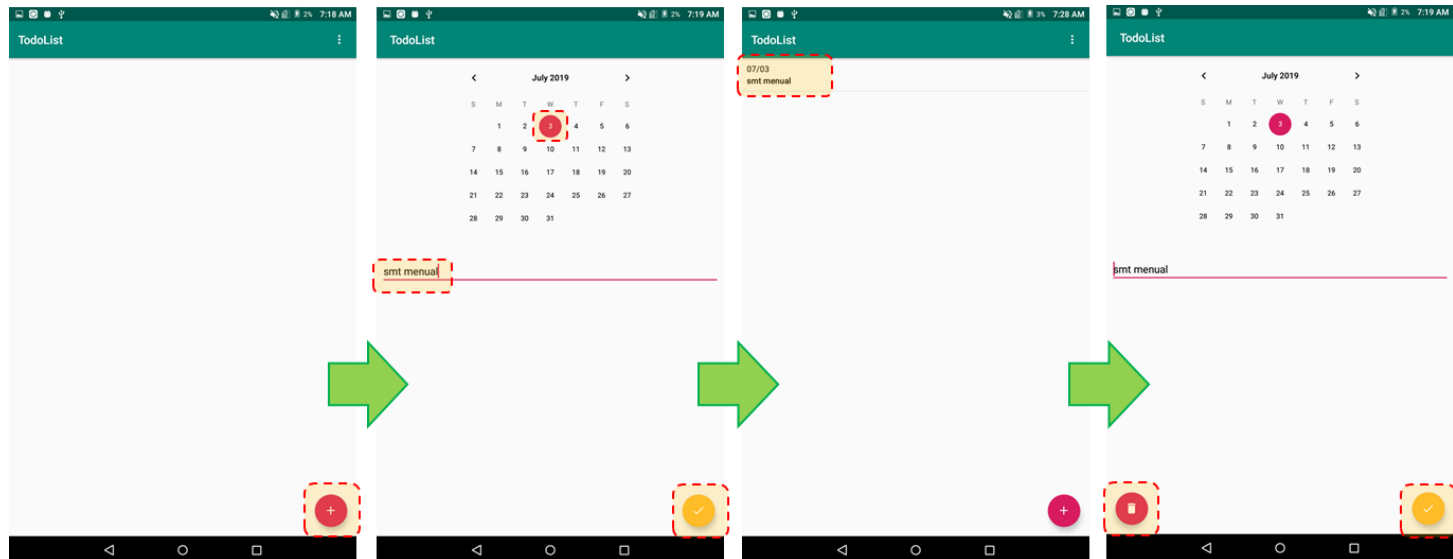 2% 7:18 AM
TodoList
+
2% 7:19 AM
TodoList
July 2019
S M T W T F S
1 2 3 4 5 6
7 8 9 10 11 12 13
14 15 16 17 18 19 20
21 22 23 24 25 26 27
28 29 30 31
smt menual
3% 7:28 AM
TodoList
07/03
smt menual
+
2% 7:19 AM
TodoList
July 2019
S M T W T F S
1 2 3 4 5 6
7 8 9 10 11 12 13
14 15 16 17 18 19 20
21 22 23 24 25 26 27
28 29 30 31
smt menual